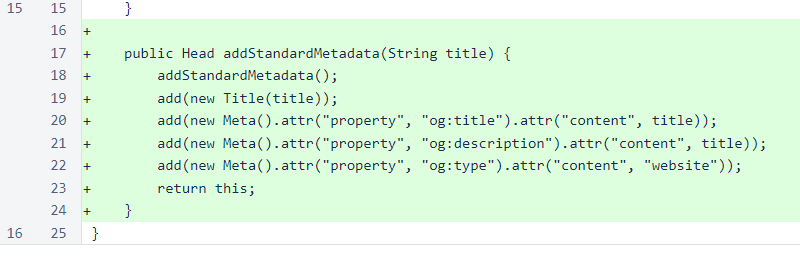 15 15     }
16 +
17 +     public Head addStandardMetadata(String title) {
18 +         addStandardMetadata();
19 +         add(new Title(title));
20 +         add(new Meta().attr("property", "og:title").attr("content", title));
21 +         add(new Meta().attr("property", "og:description").attr("content", title));
22 +         add(new Meta().attr("property", "og:type").attr("content", "website"));
23 +         return this;
24 +     }
16 25 }